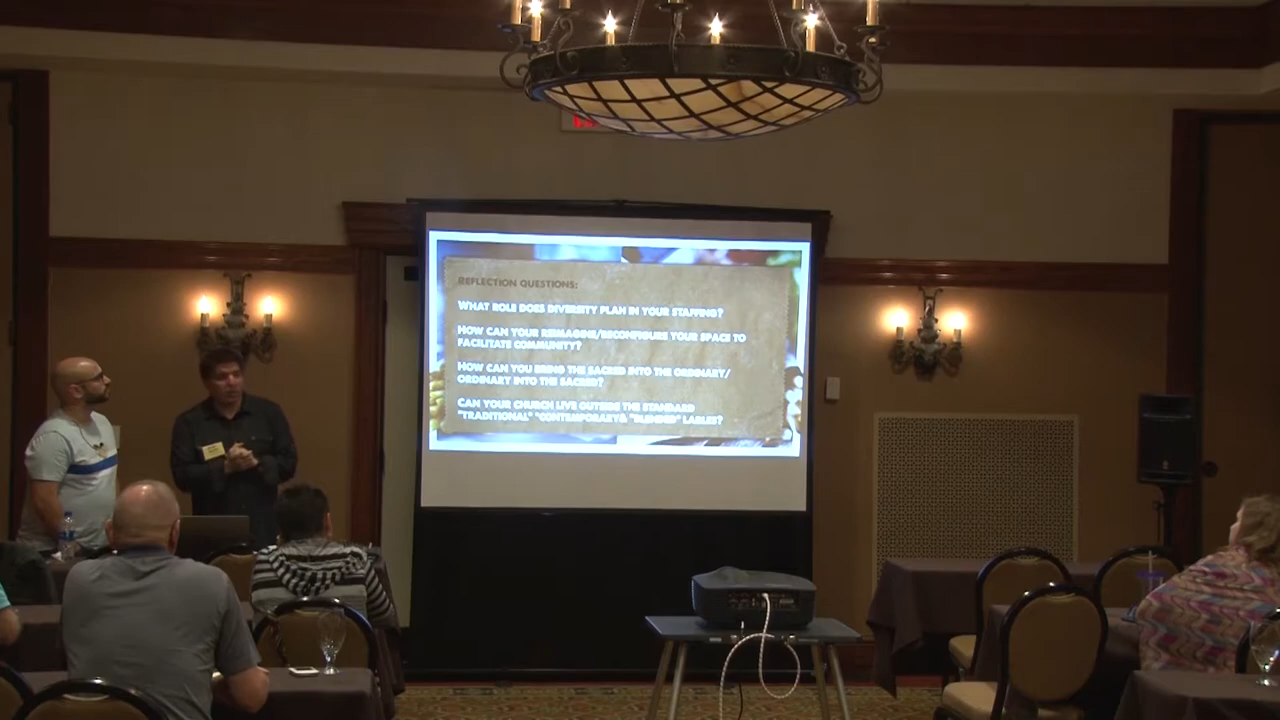 REFLECTION QUESTIONS:
WHAT ROLE DOES DIVERSITY PLAN IN YOUR STAFFING?
HOW CAN YOUR REIMAGINE/RECONFIGURE YOUR SPACE TO
FACILITATE COMMUNITY?
HOW CAN YOU BRING THE SACRED INTO THE ORDINARY/
ORDINARY INTO THE SACRED?
CAN YOUR CHURCH LIVE OUTSIDE THE STANDARD
"TRADITIONAL" "CONTEMPORARY& "BLENDED" LABLES?